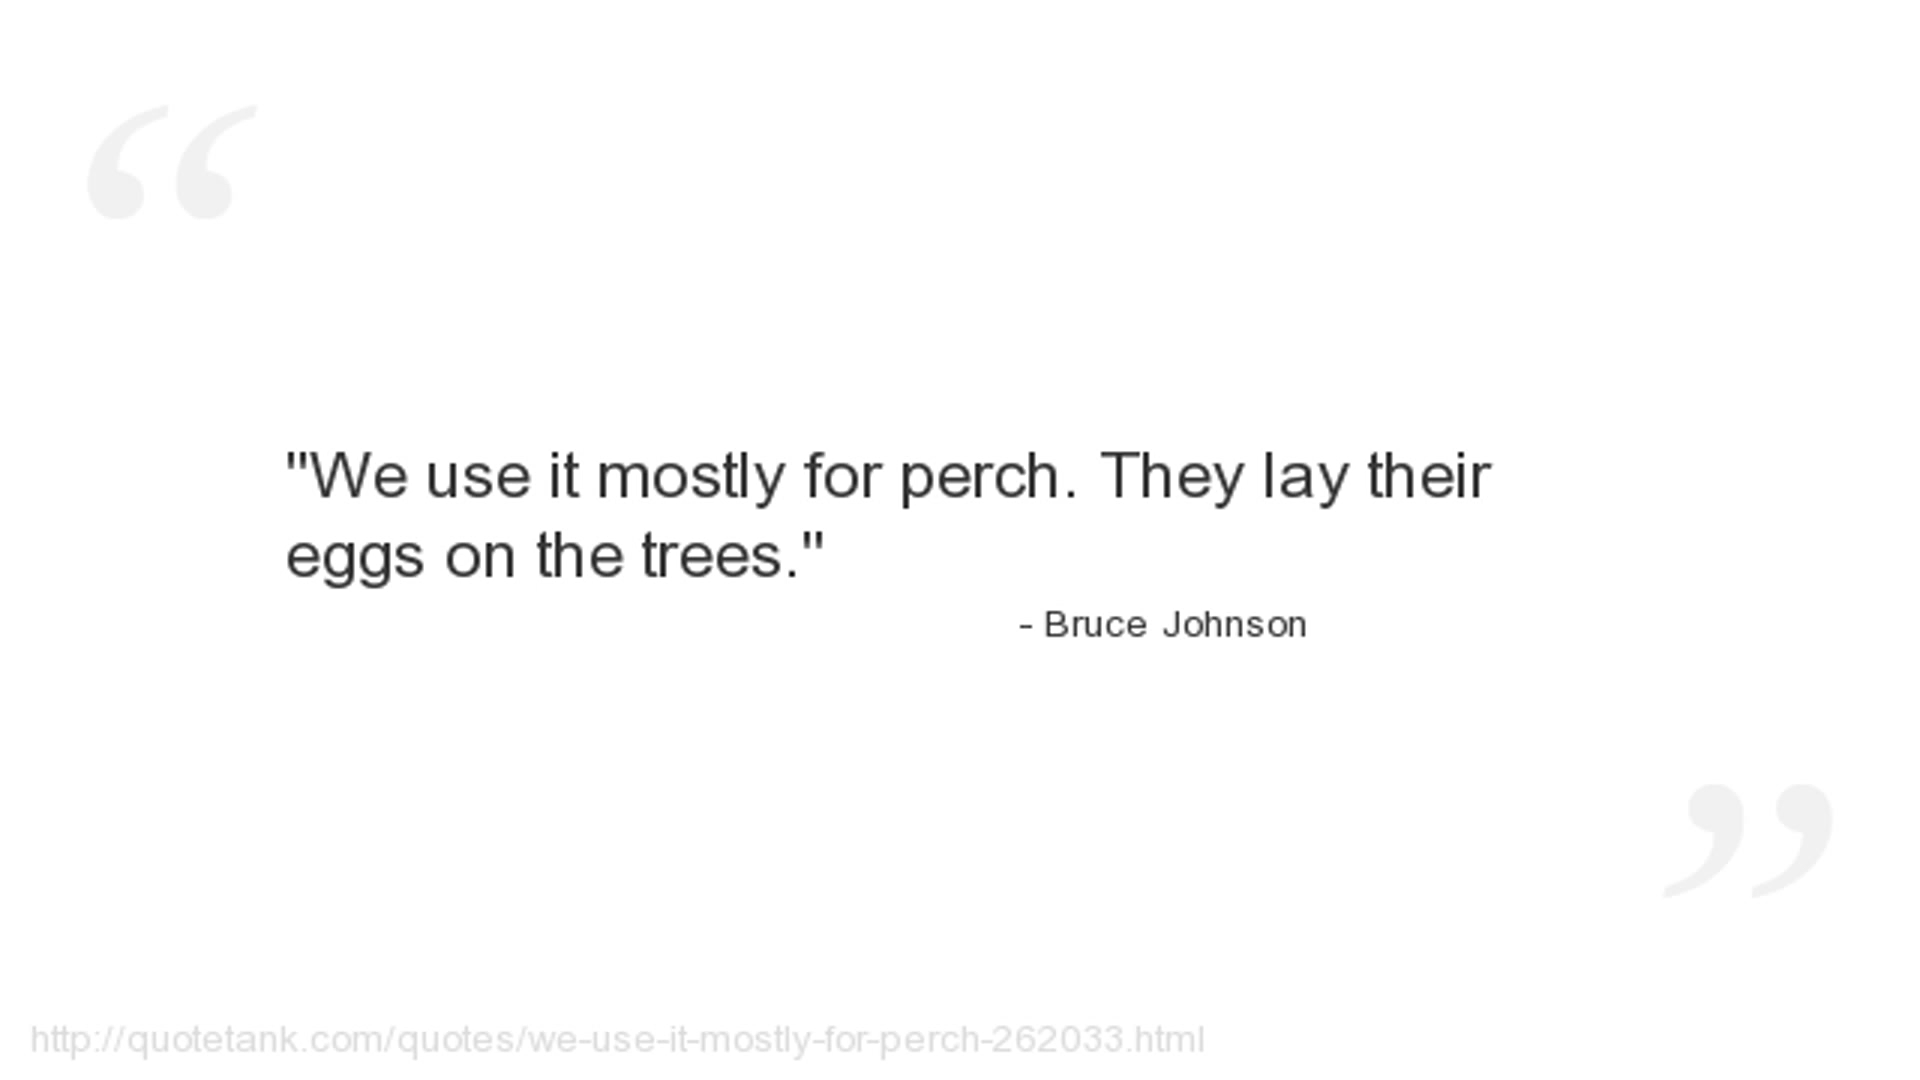 "We use it mostly for perch. They lay their
eggs on the trees."
- Bruce Johnson
http://quotetank.com/quotes/we-use-it-mostly-for-perch-262033.html